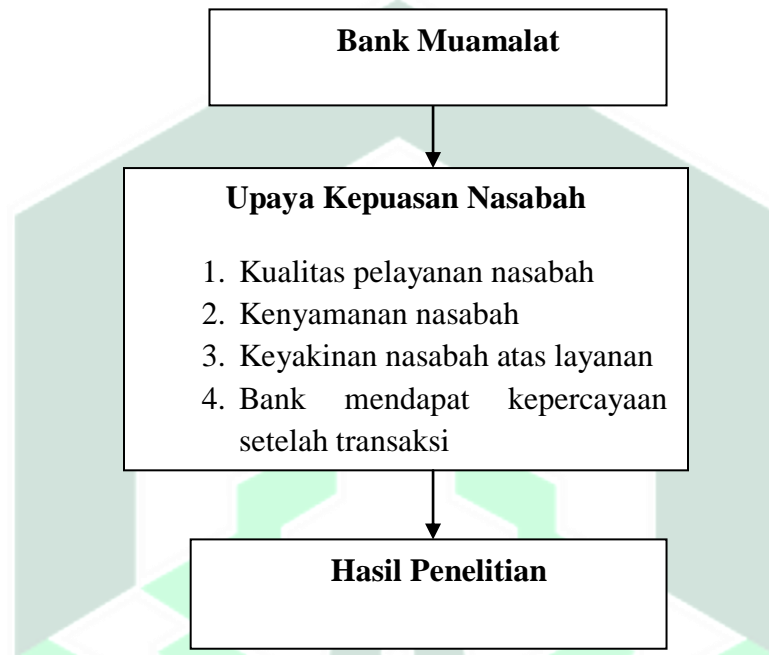 Bank Muamalat
Upaya Kepuasan Nasabah
1. Kualitas pelayanan nasabah
2. Kenyamanan nasabah
3. Keyakinan nasabah atas layanan
4. Bank mendapat kepercayaan
setelah transaksi
Hasil Penelitian